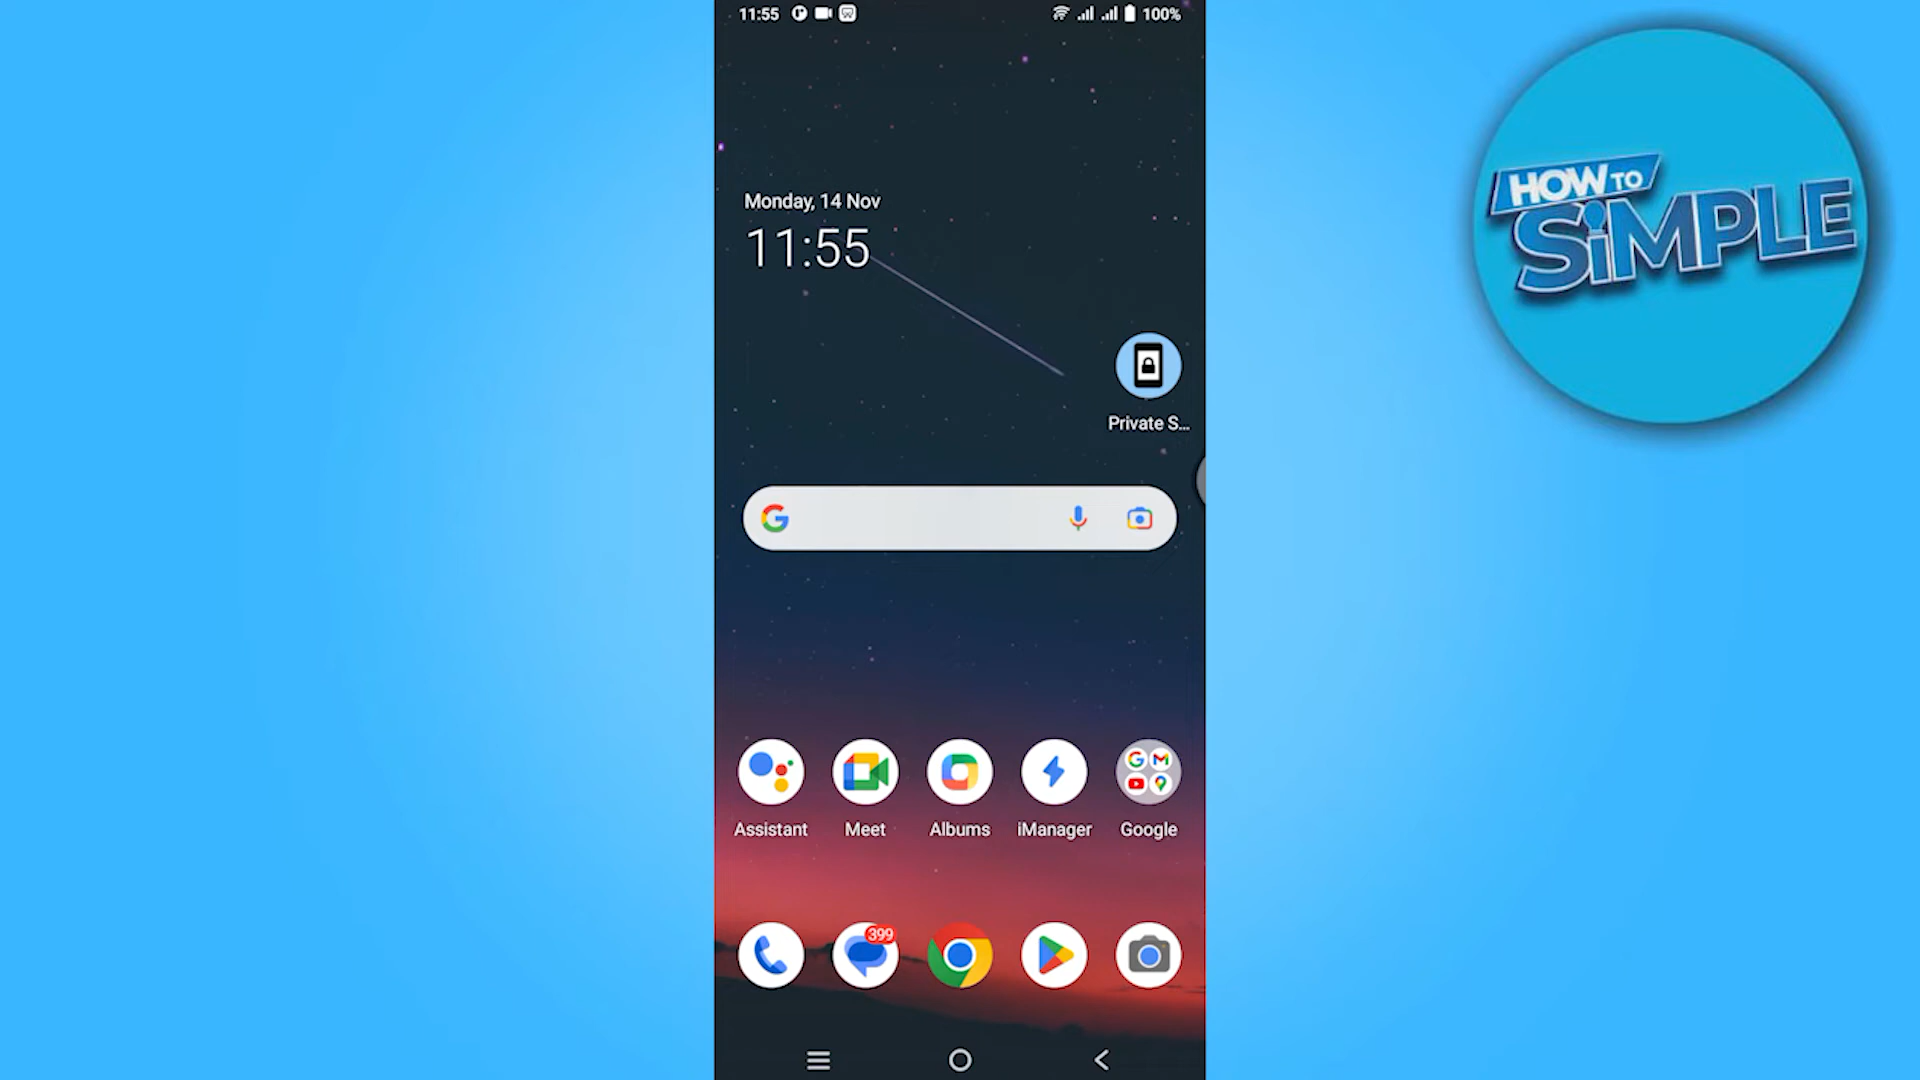 11:55
100%
HOW TO
SiMPLE
Monday, 14 Nov
11:55
Private S...
Assistant
Meet
Albums
iManager
Google
399